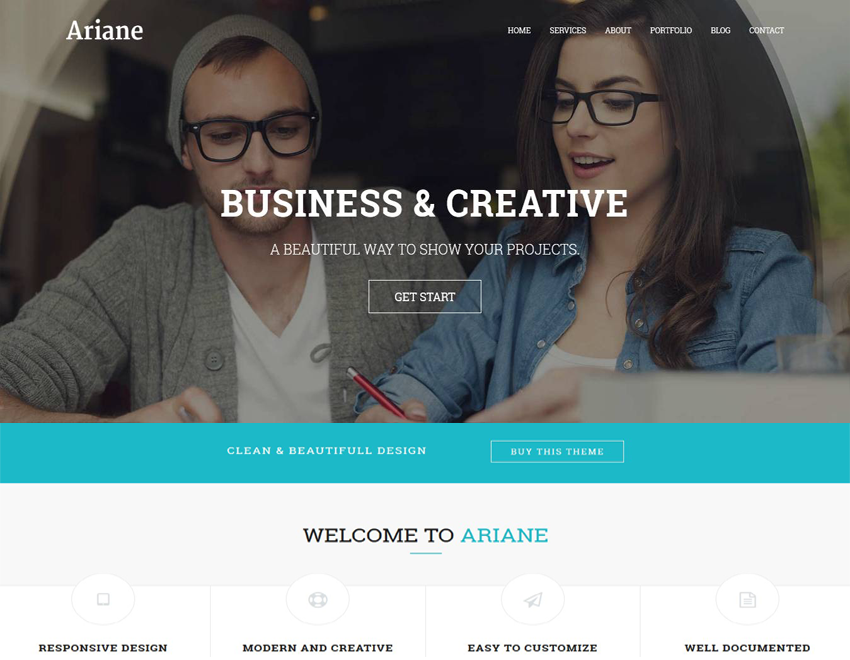 Ariane
HOME SERVICES ABOUT PORTFOLIO BLOG CONTACT
BUSINESS & CREATIVE
A BEAUTIFUL WAY TO SHOW YOUR PROJECTS.
GET START
CLEAN & BEAUTIFULL DESIGN
BUY THIS THEME
WELCOME TO ARIANE
RESPONSIVE DESIGN
MODERN AND CREATIVE
EASY TO CUSTOMIZE
WELL DOCUMENTED